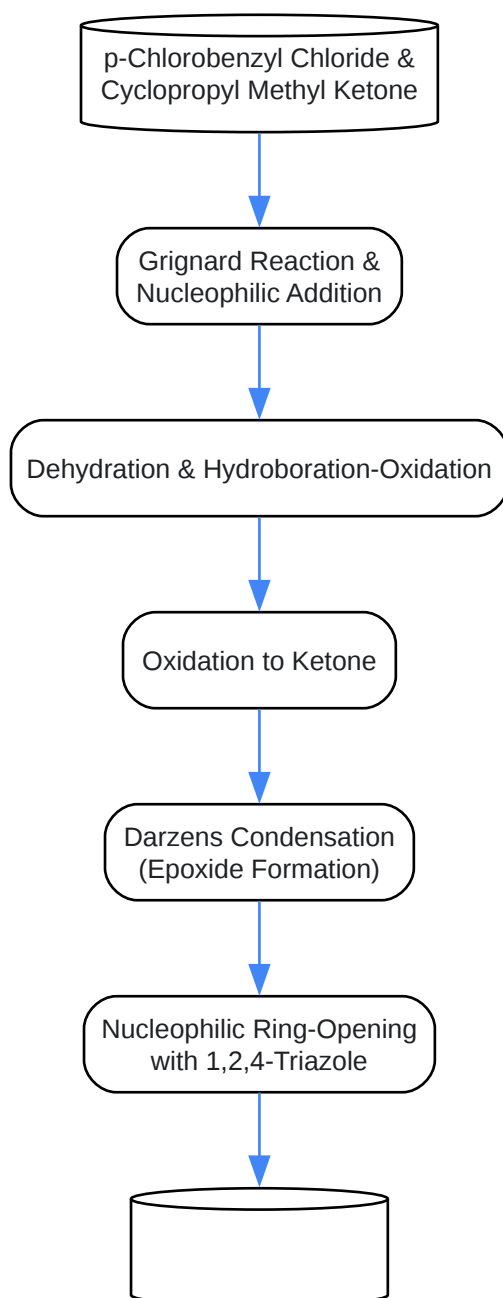 p-Chlorobenzyl Chloride &
Cyclopropyl Methyl Ketone
Grignard Reaction &
Nucleophilic Addition
Dehydration & Hydroboration-Oxidation
Oxidation to Ketone
Darzens Condensation
(Epoxide Formation)
Nucleophilic Ring-Opening
with 1,2,4-Triazole